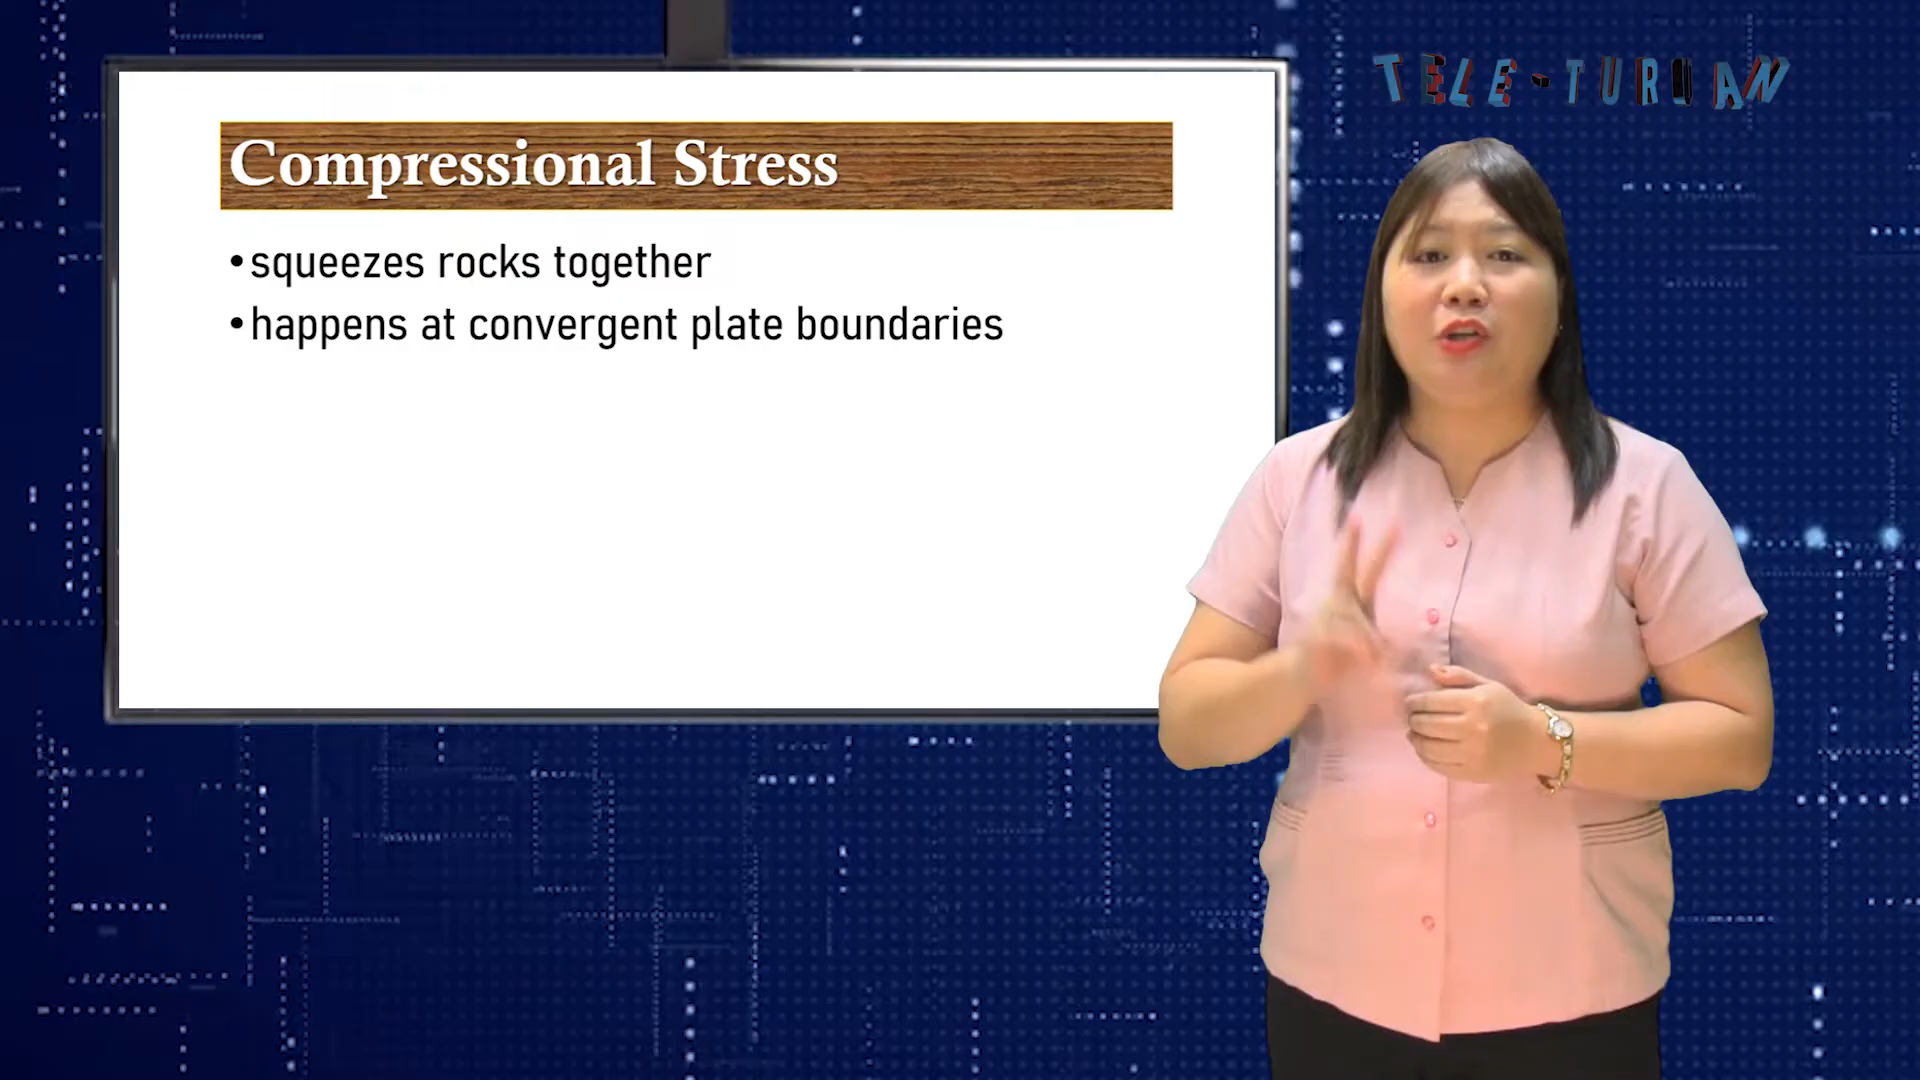 TELE-TURUAN
Compressional Stress
•squeezes rocks together
•happens at convergent plate boundaries